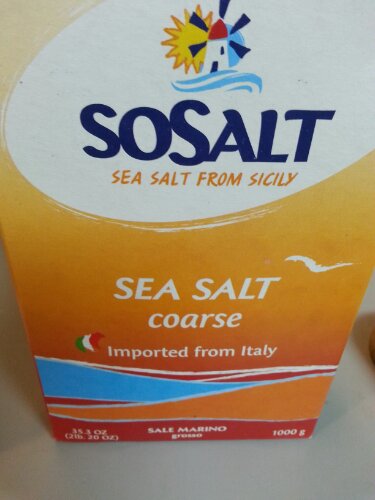 SOSALT
SEA SALT FROM SICILY
SEA SALT
coarse
Imported from Italy
35.3 OZ
(2lb. 20 OZ)
SALE MARINO
grosso
1000 g